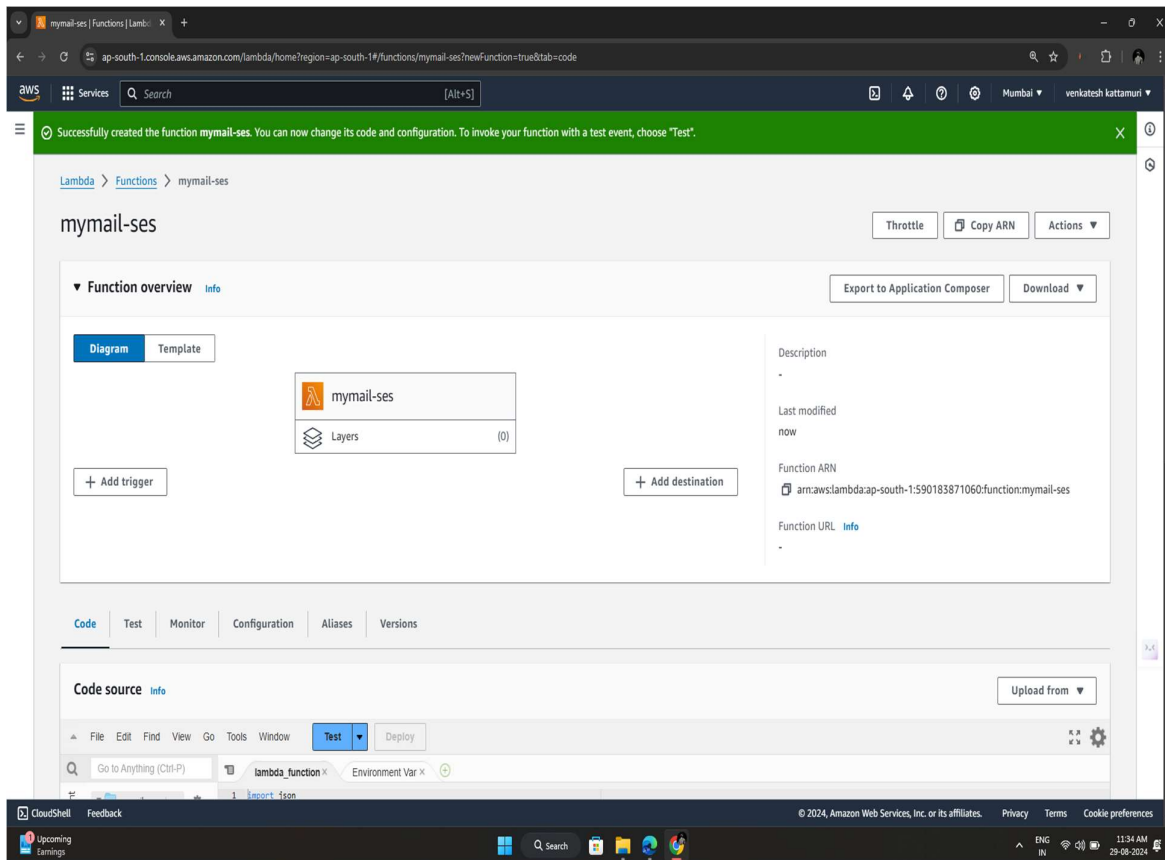 mymail-ses | Functions | Lambd
ap-south-1.console.aws.amazon.com/lambda/home?region=ap-south-1#/functions/mymail-ses?newFunction=true&tab=code
aws Services Search [Alt+S] Mumbai ▼ venkatesh kattamuri ▼
Successfully created the function mymail-ses. You can now change its code and configuration. To invoke your function with a test event, choose "Test".
Lambda > Functions > mymail-ses
mymail-ses
Throttle Copy ARN Actions ▼
▼ Function overview Info
Export to Application Composer Download ▼
Diagram Template
mymail-ses
Layers (0)
+ Add trigger
+ Add destination
Description
-
Last modified
now
Function ARN
arn:aws:lambda:ap-south-1:590183871060:function:mymail-ses
Function URL Info
-
Code Test Monitor Configuration Aliases Versions
Code source Info
Upload from ▼
File Edit Find View Go Tools Window Test Deploy
Go to Anything (Ctrl-P) lambda_function × Environment Var ×
1 import json
CloudShell Feedback © 2024, Amazon Web Services, Inc. or its affiliates. Privacy Terms Cookie preferences
1 Upcoming
Earnings
Search
ENG
IN
11:34 AM
29-08-2024